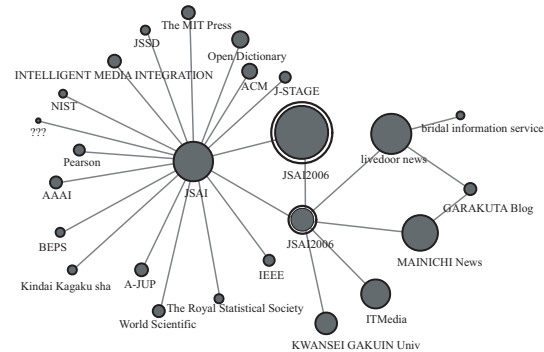 The MIT Press
JSSD
Open Dictionary
INTELLIGENT MEDIA INTEGRATION
ACM
J-STAGE
NIST
???
bridal information service
Pearson
livedoor news
JSAI2006
AAAI
JSAI
GARAKUTA Blog
JSAI2006
BEPS
MAINICHI News
IEEE
Kindai Kagaku sha
A-JUP
The Royal Statistical Society
World Scientific
ITMedia
KWANSEI GAKUIN Univ